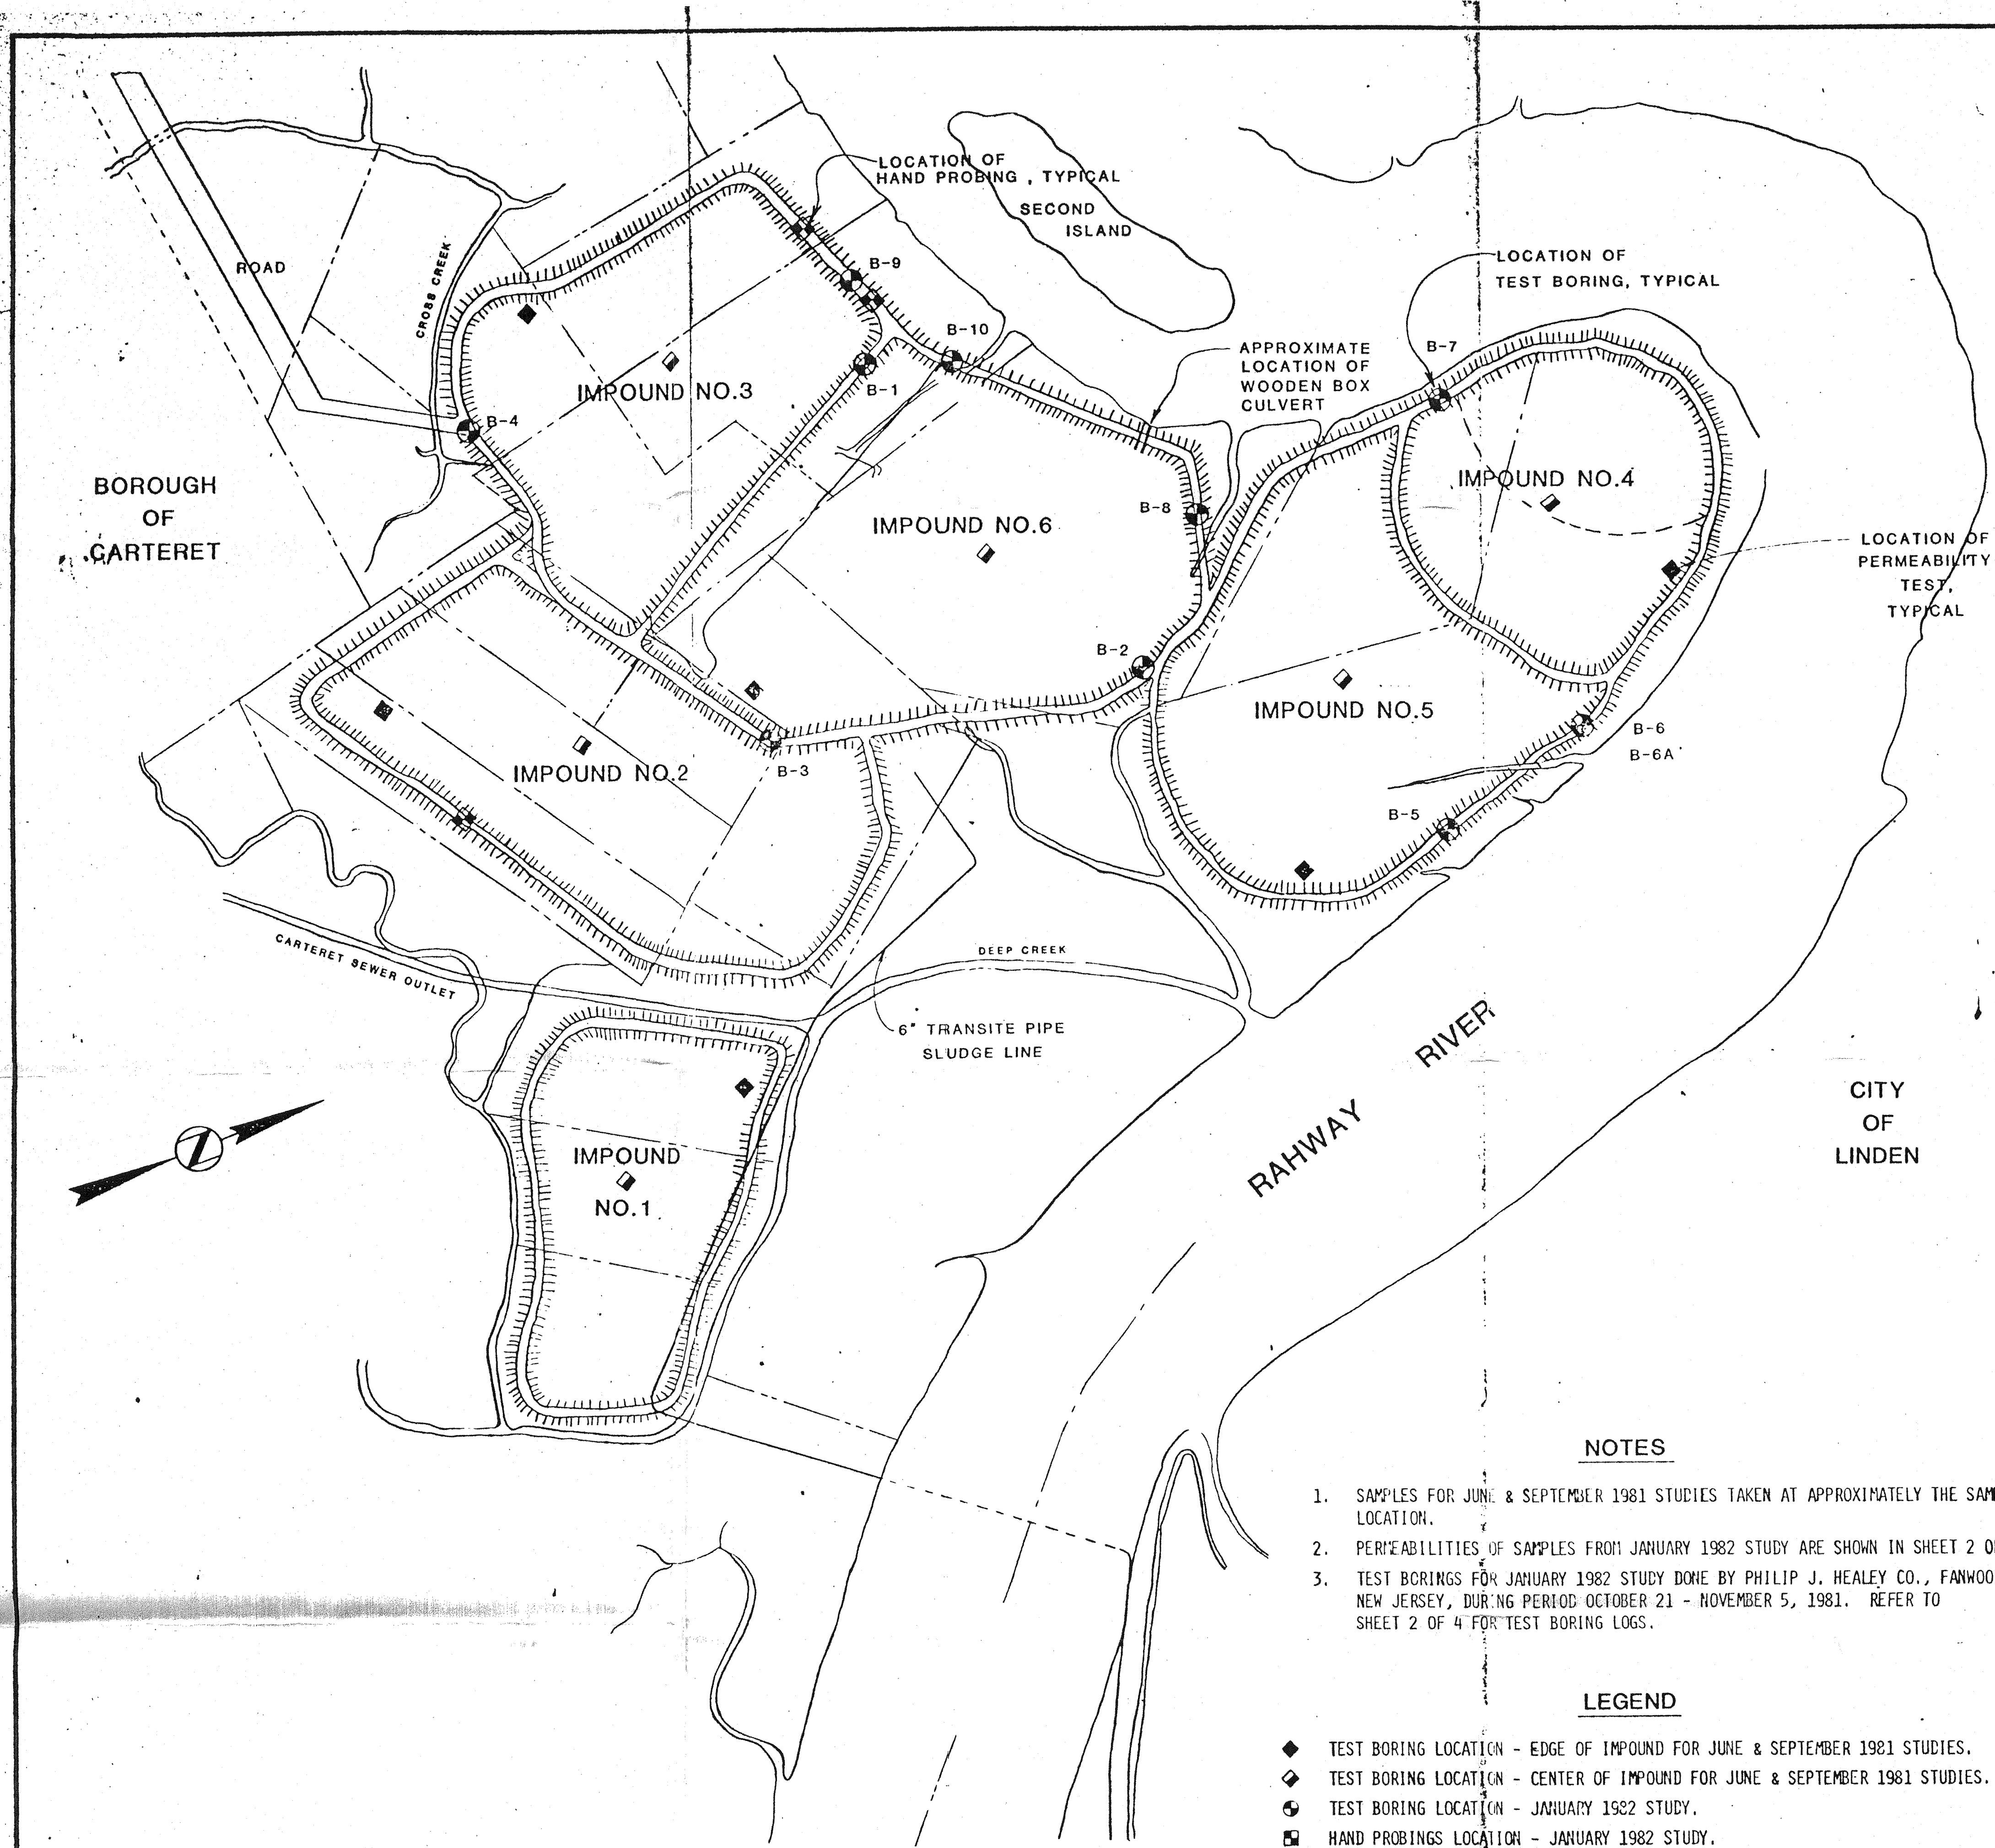 LOCATION OF
HAND PROBING , TYPICAL
SECOND
ISLAND
ROAD
CROSS CREEK
B-9
LOCATION OF
TEST BORING, TYPICAL
B-10
B-7
APPROXIMATE
LOCATION OF
WOODEN BOX
CULVERT
IMPOUND NO.3
B-1
B-4
BOROUGH
OF
CARTERET
IMPOUND NO.4
B-8
IMPOUND NO.6
LOCATION OF
PERMEABILITY
TEST,
TYPICAL
B-2
IMPOUND NO.5
B-6
B-6A
IMPOUND NO.2
B-3
B-5
CARTERET SEWER OUTLET
DEEP CREEK
6" TRANSITE PIPE
SLUDGE LINE
RAHWAY RIVER
CITY
OF
LINDEN
Z
IMPOUND
NO.1
NOTES
1. SAMPLES FOR JUNE & SEPTEMBER 1981 STUDIES TAKEN AT APPROXIMATELY THE SAM
LOCATION.
2. PERMEABILITIES OF SAMPLES FROM JANUARY 1982 STUDY ARE SHOWN IN SHEET 2 O
3. TEST BORINGS FOR JANUARY 1982 STUDY DONE BY PHILIP J. HEALEY CO., FANWOO
NEW JERSEY, DURING PERIOD OCTOBER 21 - NOVEMBER 5, 1981. REFER TO
SHEET 2 OF 4 FOR TEST BORING LOGS.
LEGEND
TEST BORING LOCATION - EDGE OF IMPOUND FOR JUNE & SEPTEMBER 1981 STUDIES.
TEST BORING LOCATION - CENTER OF IMPOUND FOR JUNE & SEPTEMBER 1981 STUDIES.
TEST BORING LOCATION - JANUARY 1982 STUDY.
HAND PROBINGS LOCATION - JANUARY 1982 STUDY.